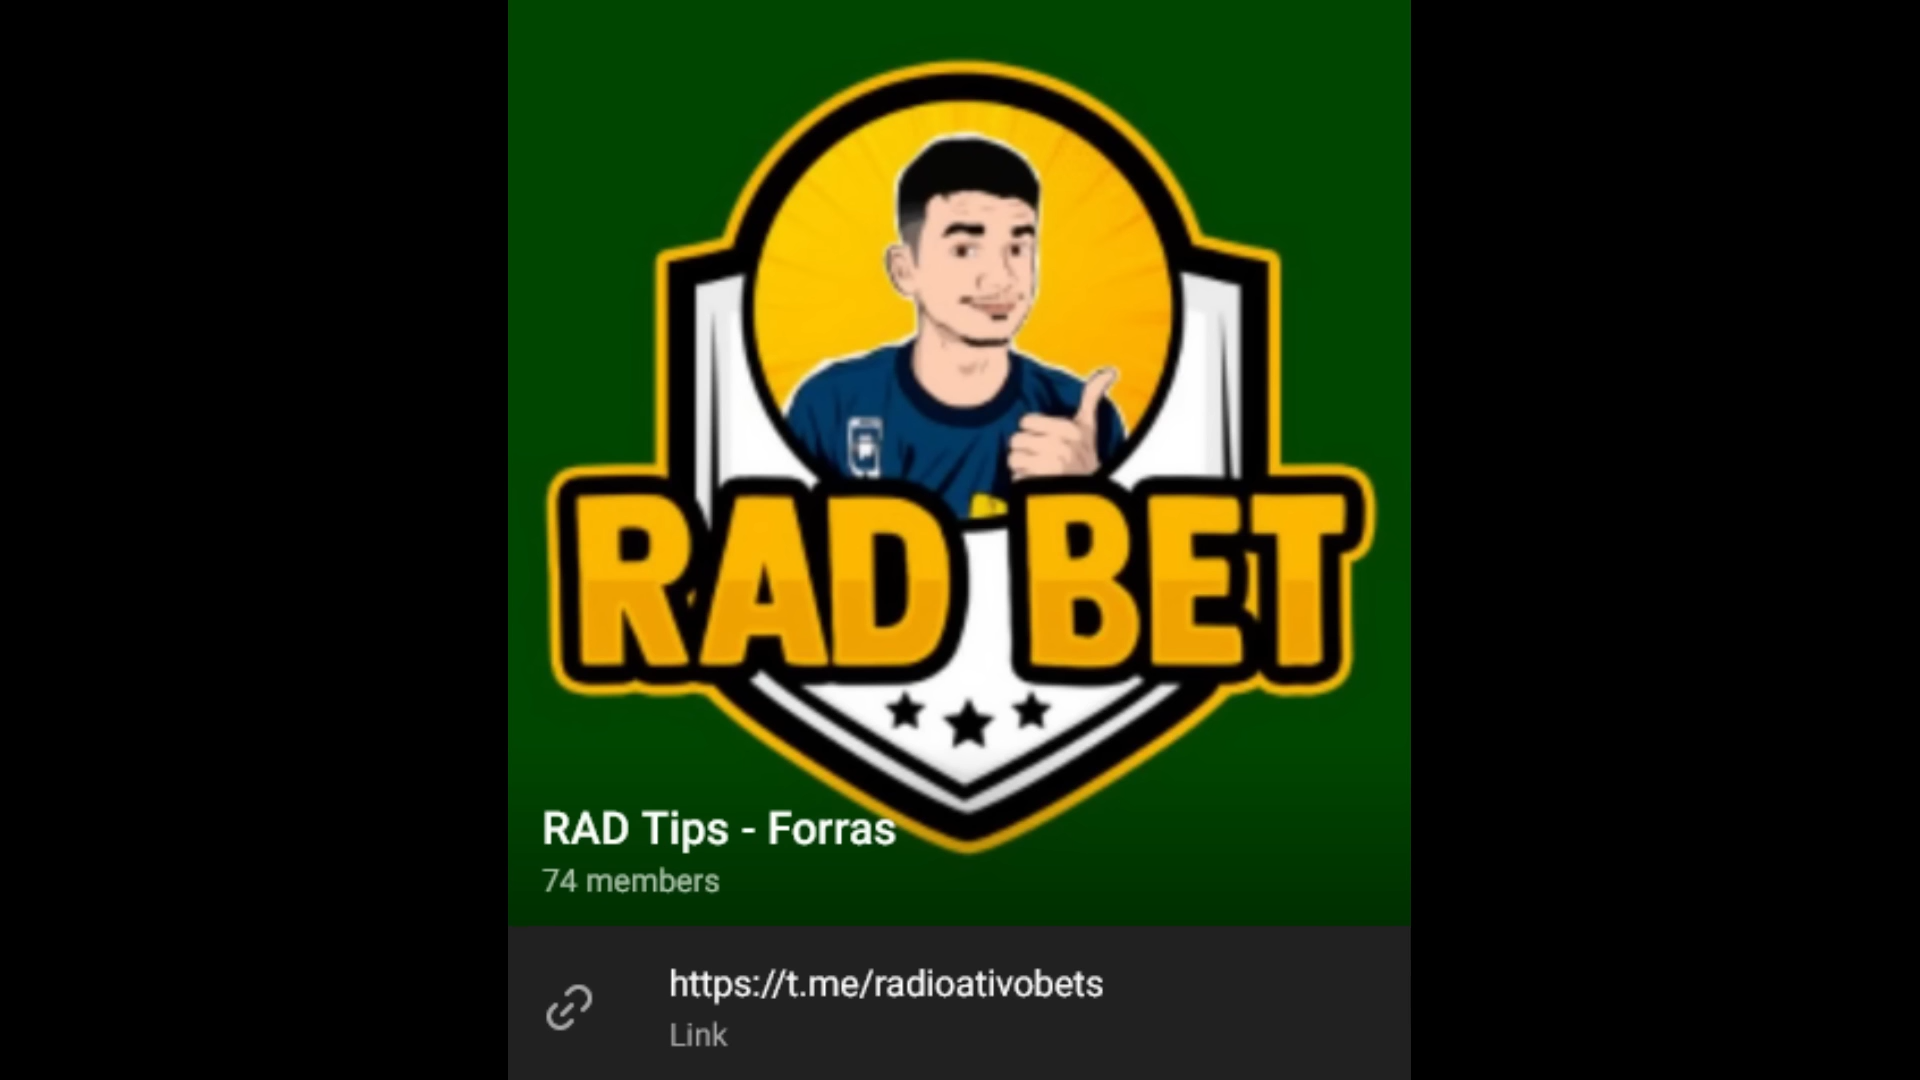 RAD BET
RAD Tips - Forras
74 members
https://t.me/radioativobets
Link